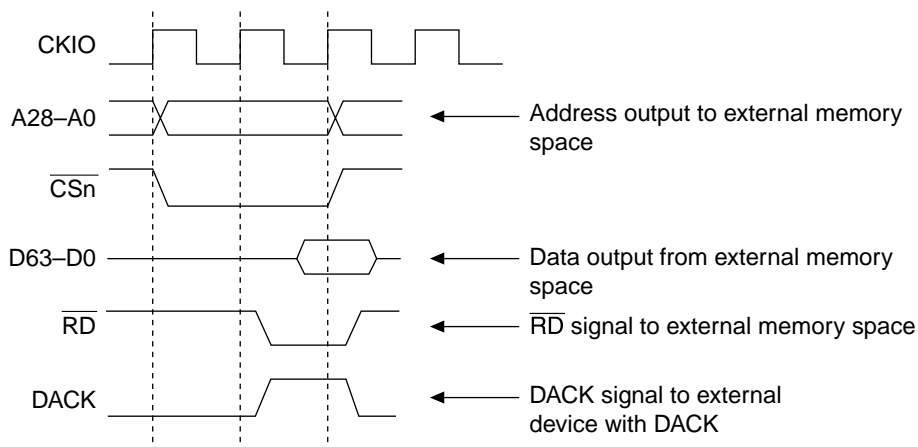 CKIO
A28–A0
Address output to external memory
space
CSn
D63–D0
Data output from external memory
space
RD
RD signal to external memory space
DACK
DACK signal to external
device with DACK